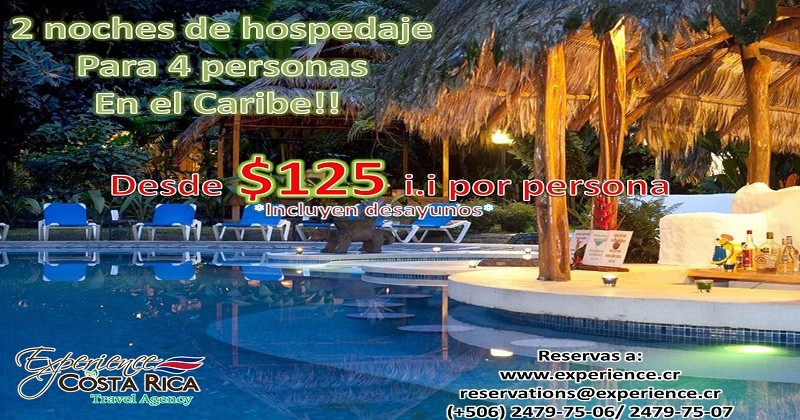 2 noches de hospedaje
Para 4 personas
En el Caribe!!
Desde $125 i.i por persona
*Incluyen desayunos*
Experience
COSTA RICA
Travel Agency
Reservas a:
www.experience.cr
reservations@experience.cr
(+506) 2479-75-06/ 2479-75-07